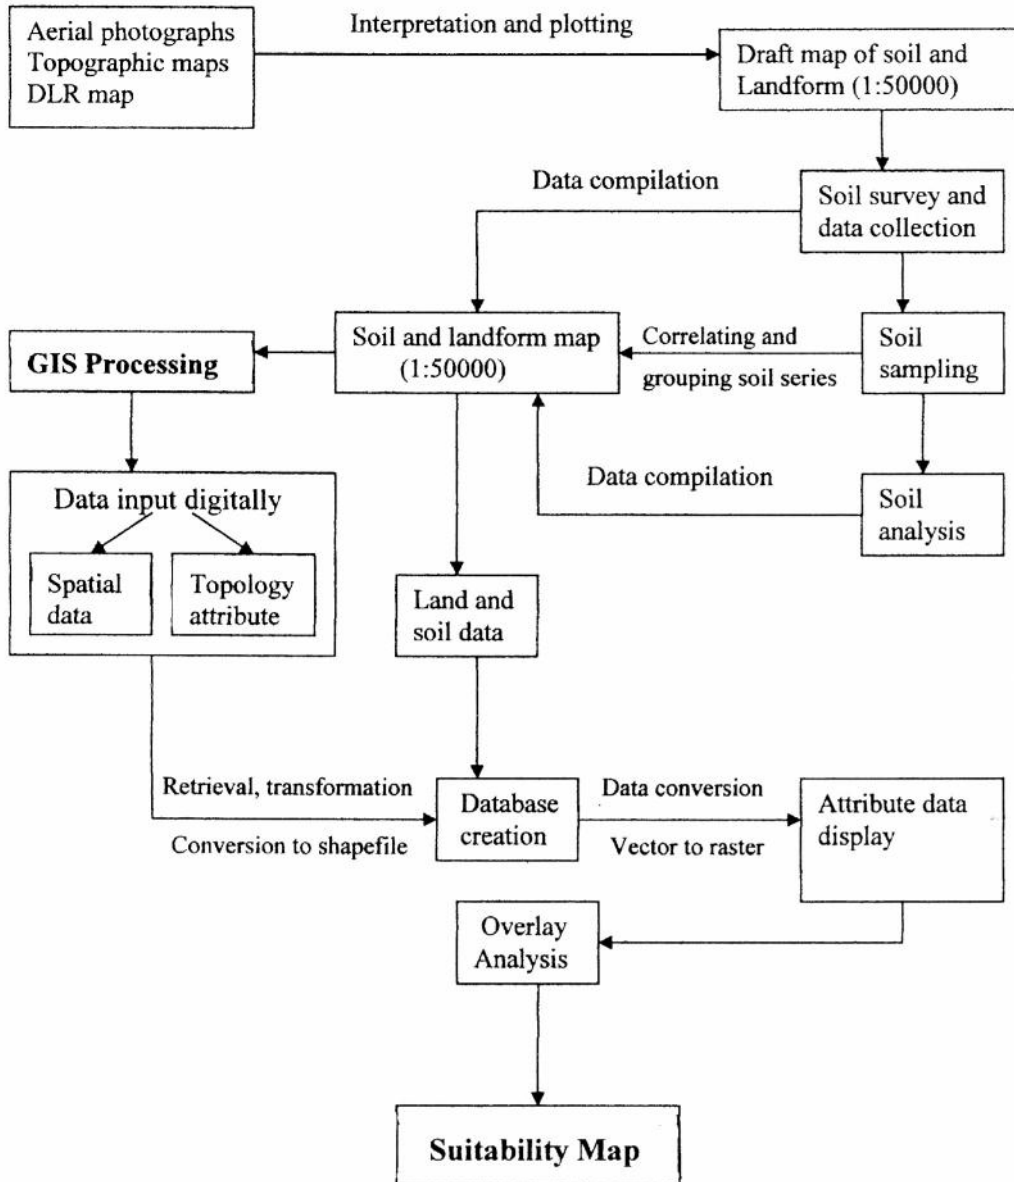 Aerial photographs
Topographic maps
DLR map
Interpretation and plotting
Draft map of soil and
Landform (1:50000)
Data compilation
Soil survey and
data collection
GIS Processing
Soil and landform map
(1:50000)
Correlating and
grouping soil series
Soil
sampling
Data input digitally
Spatial
data
Topology
attribute
Data compilation
Soil
analysis
Land and
soil data
Retrieval, transformation
Conversion to shapefile
Database
creation
Data conversion
Vector to raster
Attribute data
display
Overlay
Analysis
Suitability Map